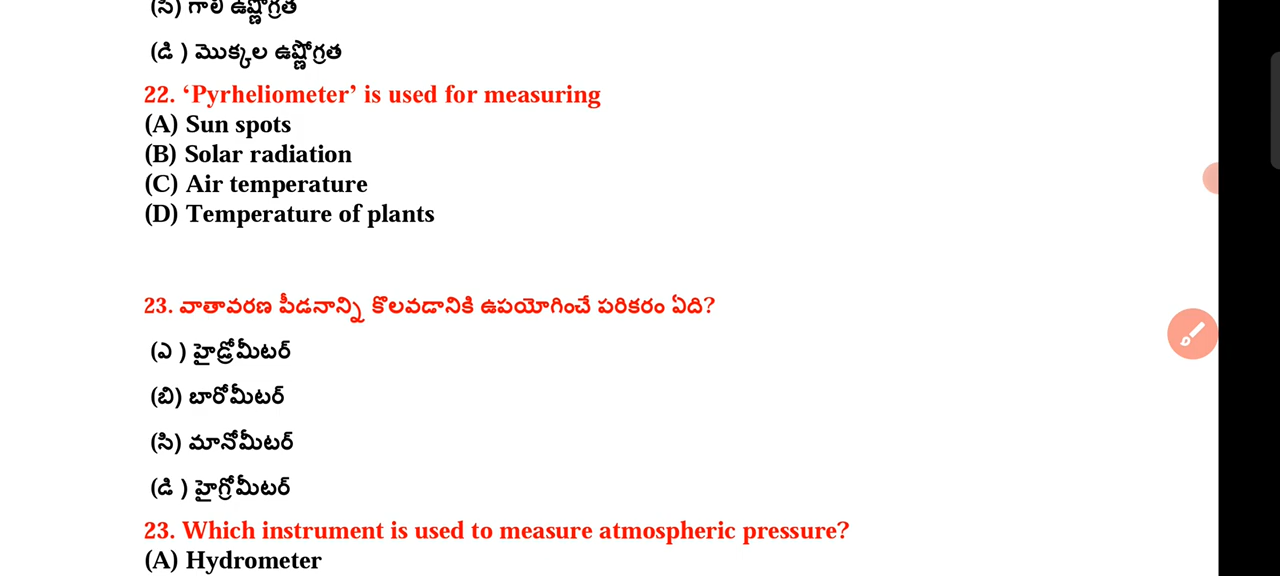 (సి) గాలి ఉష్ణోగ్రత
(డి ) మొక్కల ఉష్ణోగ్రత
22. ‘Pyrheliometer’ is used for measuring
(A) Sun spots
(B) Solar radiation
(C) Air temperature
(D) Temperature of plants
23. వాతావరణ పీడనాన్ని కొలవడానికి ఉపయోగించే పరికరం ఏది?
(ఎ ) హైడ్రోమీటర్
(బి) బారోమీటర్
(సి) మానోమీటర్
(డి ) హైగ్రోమీటర్
23. Which instrument is used to measure atmospheric pressure?
(A) Hydrometer